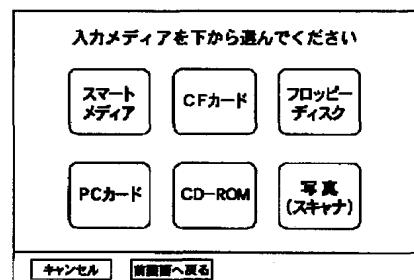 入力メディアを下から選んでください
スマート
メディア
CFカード
フロッピー
ディスク
PCカード
CD-ROM
写真
(スキャナ)
キャンセル
前画面へ戻る